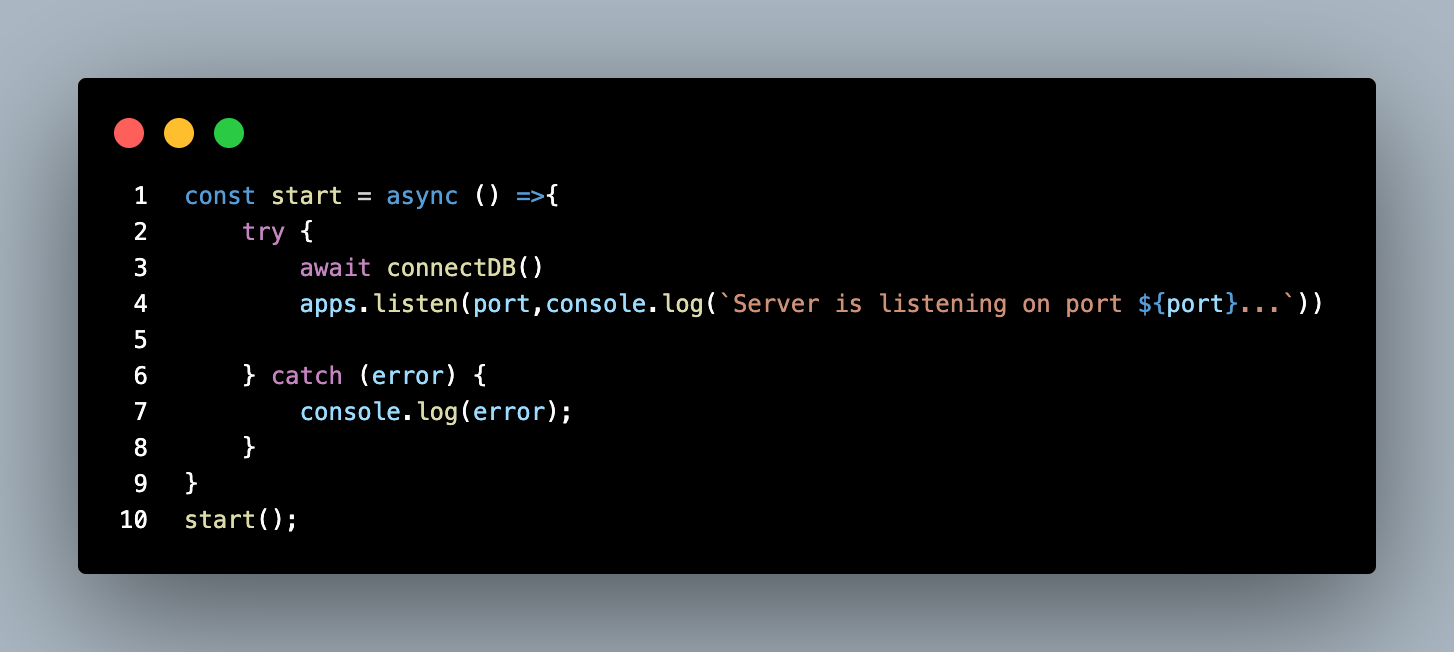 1 const start = async () =>{
2     try {
3         await connectDB()
4         apps.listen(port,console.log(`Server is listening on port ${port}...`))
5
6     } catch (error) {
7         console.log(error);
8     }
9 }
10 start();